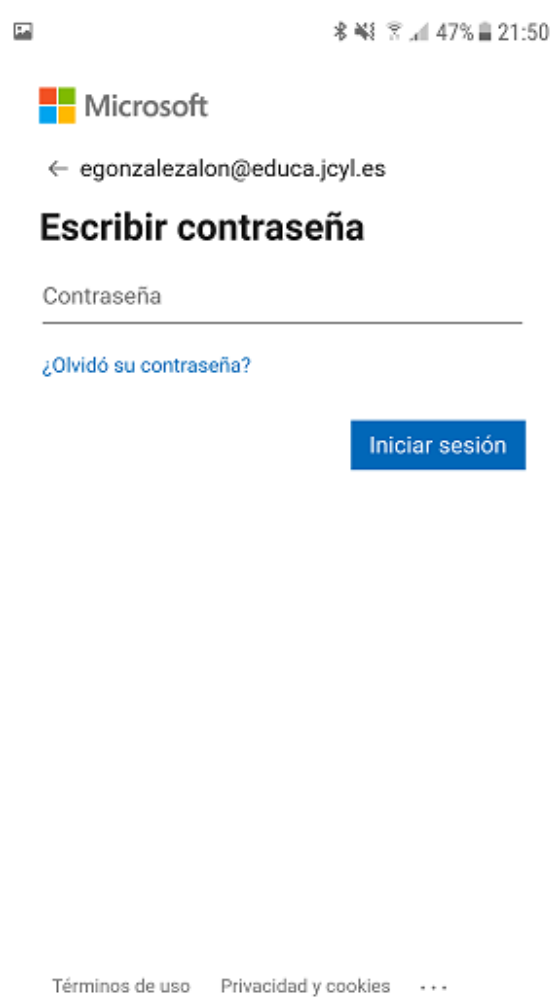 47% 21:50
Microsoft
← egonzalezalon@educa.jcyl.es
Escribir contraseña
Contraseña
¿Olvidó su contraseña?
Iniciar sesión
Términos de uso Privacidad y cookies ...